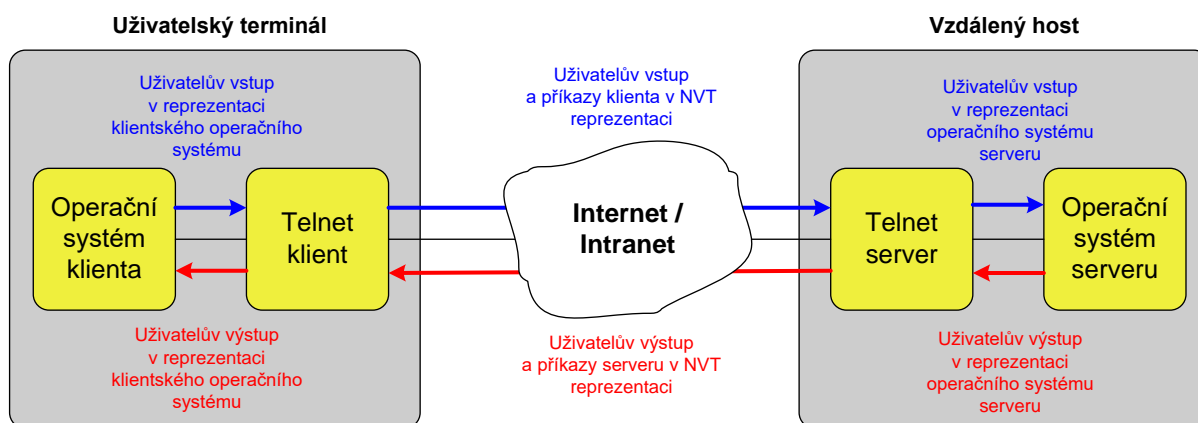 Uživatelský terminál
Vzdálený host
Uživatelův vstup
v reprezentaci
klientského operačního
systému
Uživatelův vstup
a příkazy klienta v NVT
reprezentaci
Uživatelův vstup
v reprezentaci
operačního systému
serveru
Operační
systém
klienta
Telnet
klient
Internet /
Intranet
Telnet
server
Operační
systém
serveru
Uživatelův výstup
v reprezentaci
klientského operačního
systému
Uživatelův výstup
a příkazy serveru v NVT
reprezentaci
Uživatelův výstup
v reprezentaci
operačního systému
serveru